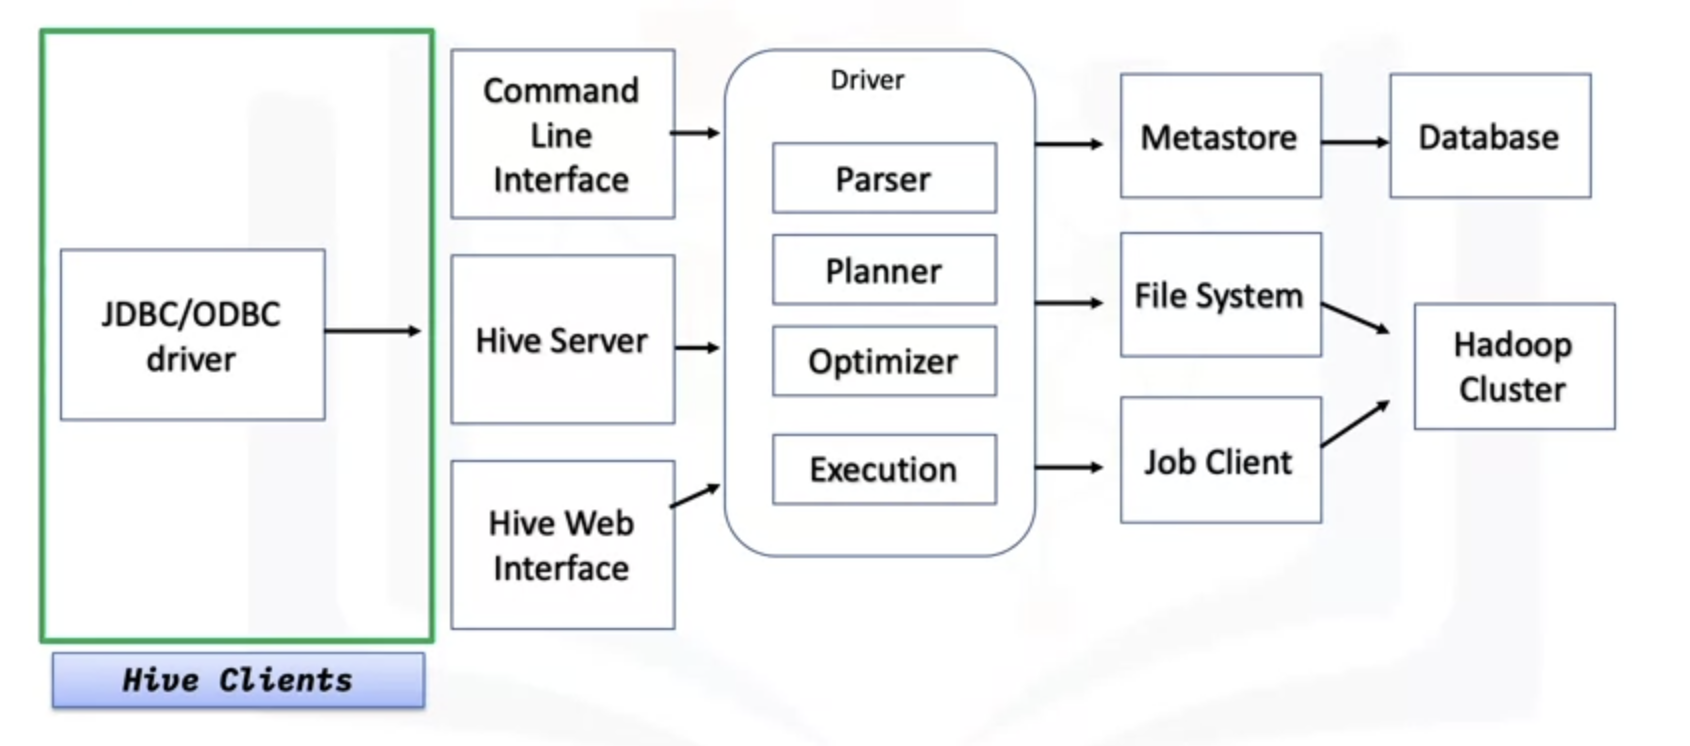 JDBC/ODBC
driver
Hive Clients
Command
Line
Interface
Hive Server
Hive Web
Interface
Driver
Parser
Planner
Optimizer
Execution
Metastore
Database
File System
Job Client
Hadoop
Cluster